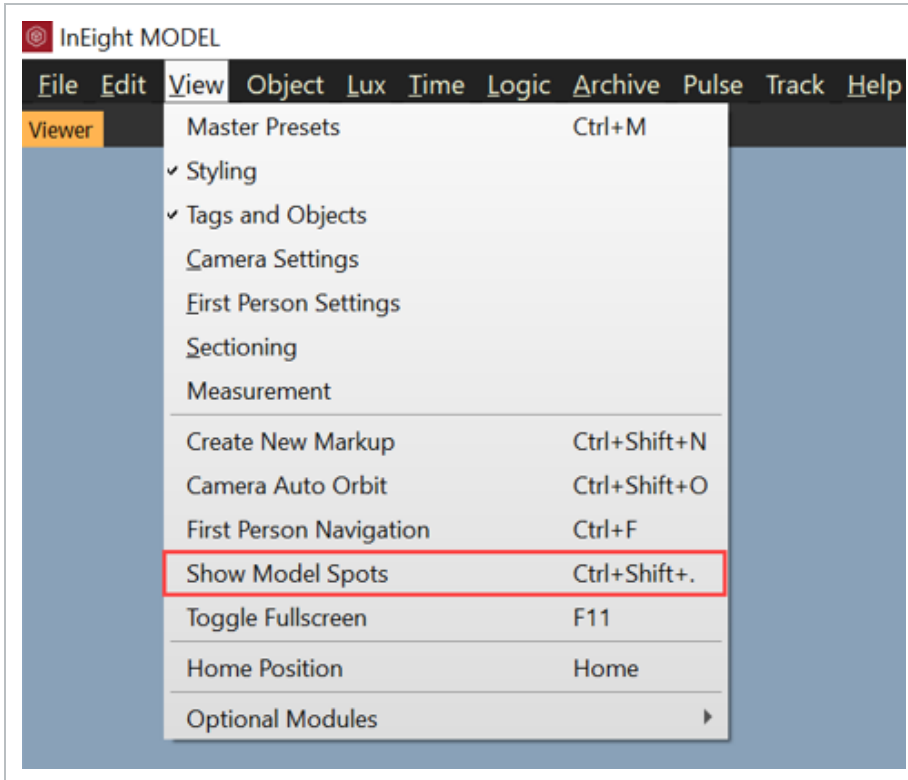 InEight MODEL
File Edit View Object Lux Time Logic Archive Pulse Track Help
Viewer
Master Presets Ctrl+M
Styling
Tags and Objects
Camera Settings
First Person Settings
Sectioning
Measurement
Create New Markup Ctrl+Shift+N
Camera Auto Orbit Ctrl+Shift+O
First Person Navigation Ctrl+F
Show Model Spots Ctrl+Shift+.
Toggle Fullscreen F11
Home Position Home
Optional Modules